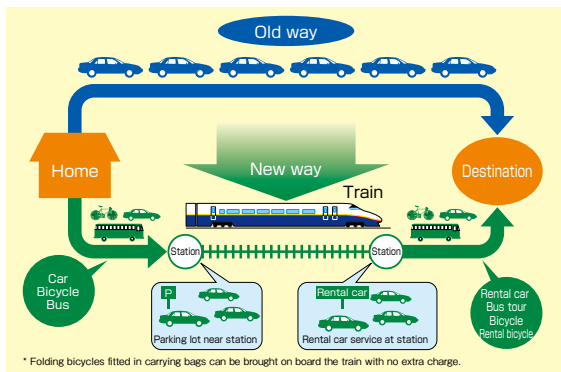 Old way
Home
New way
Destination
Train
Station
Station
Car
Bicycle
Bus
P
Parking lot near station
Rental car
Rental car service at station
Rental car
Bus tour
Bicycle
Rental bicycle
* Folding bicycles fitted in carrying bags can be brought on board the train with no extra charge.